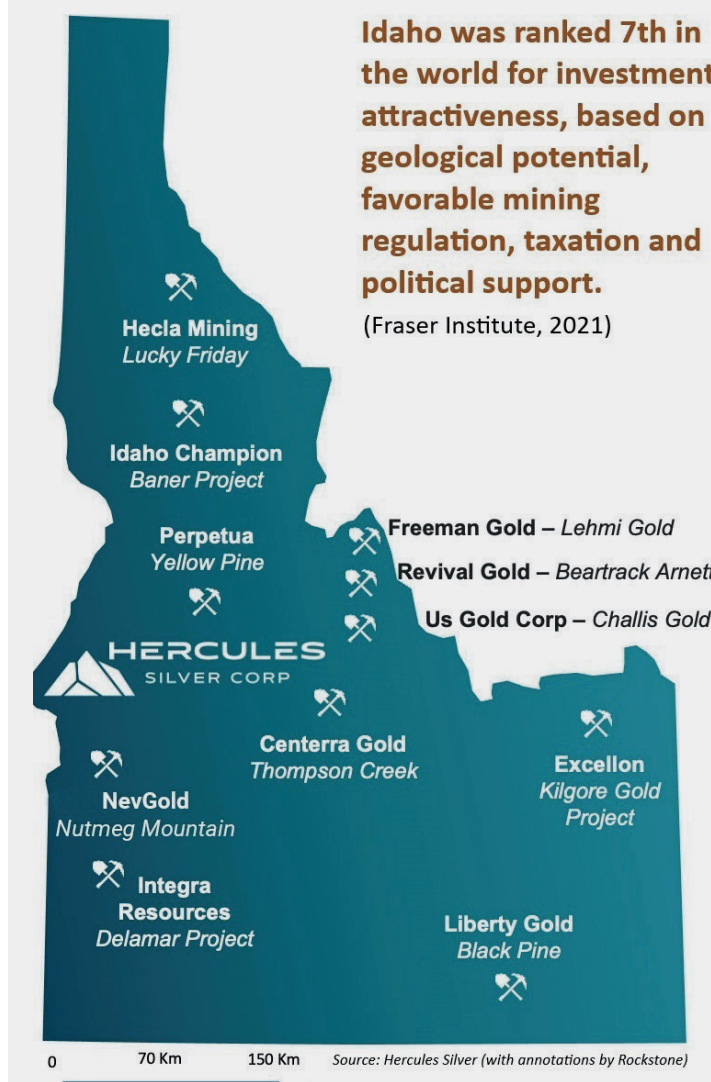 Idaho was ranked 7th in
the world for investment
attractiveness, based on
geological potential,
favorable mining
regulation, taxation and
political support.
(Fraser Institute, 2021)
Hecla Mining
Lucky Friday
Idaho Champion
Baner Project
Perpetua
Yellow Pine
Freeman Gold – Lehmi Gold
Revival Gold – Beartrack Arnett
Us Gold Corp – Challis Gold
HERCULES
SILVER CORP
Centerra Gold
Thompson Creek
Excellon
Kilgore Gold
Project
NevGold
Nutmeg Mountain
Integra
Resources
Delamar Project
Liberty Gold
Black Pine
0 70 Km 150 Km Source: Hercules Silver (with annotations by Rockstone)